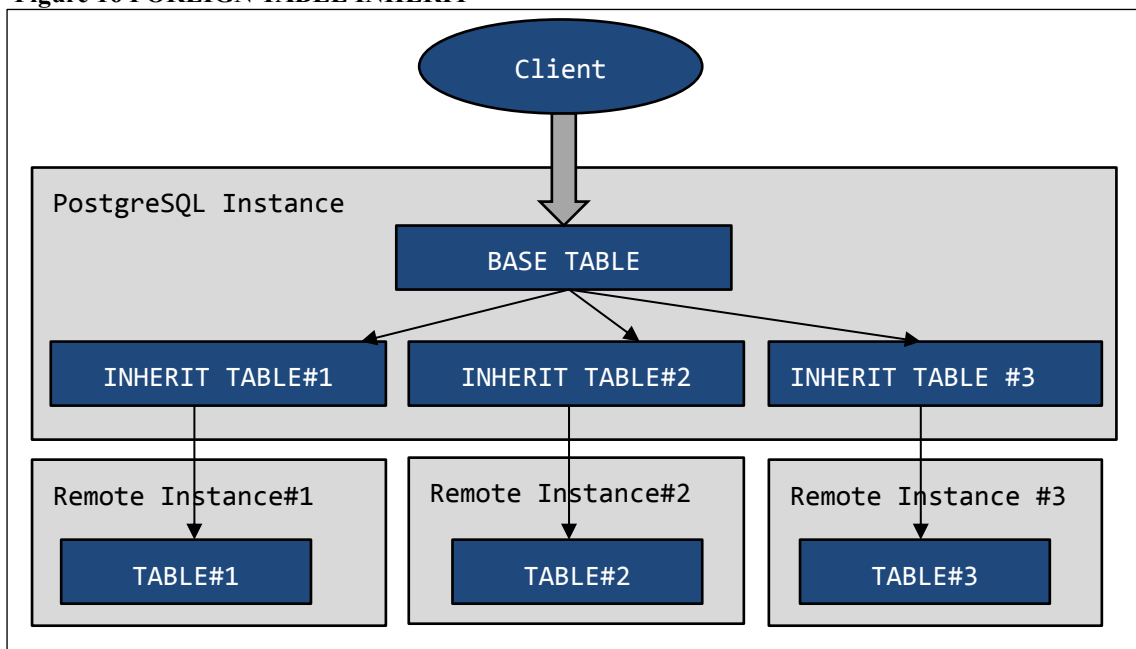 Figure 16 FOREIGN TABLE INHERIT
Client
PostgreSQL Instance
BASE TABLE
INHERIT TABLE#1
INHERIT TABLE#2
INHERIT TABLE #3
Remote Instance#1
Remote Instance#2
Remote Instance #3
TABLE#1
TABLE#2
TABLE#3